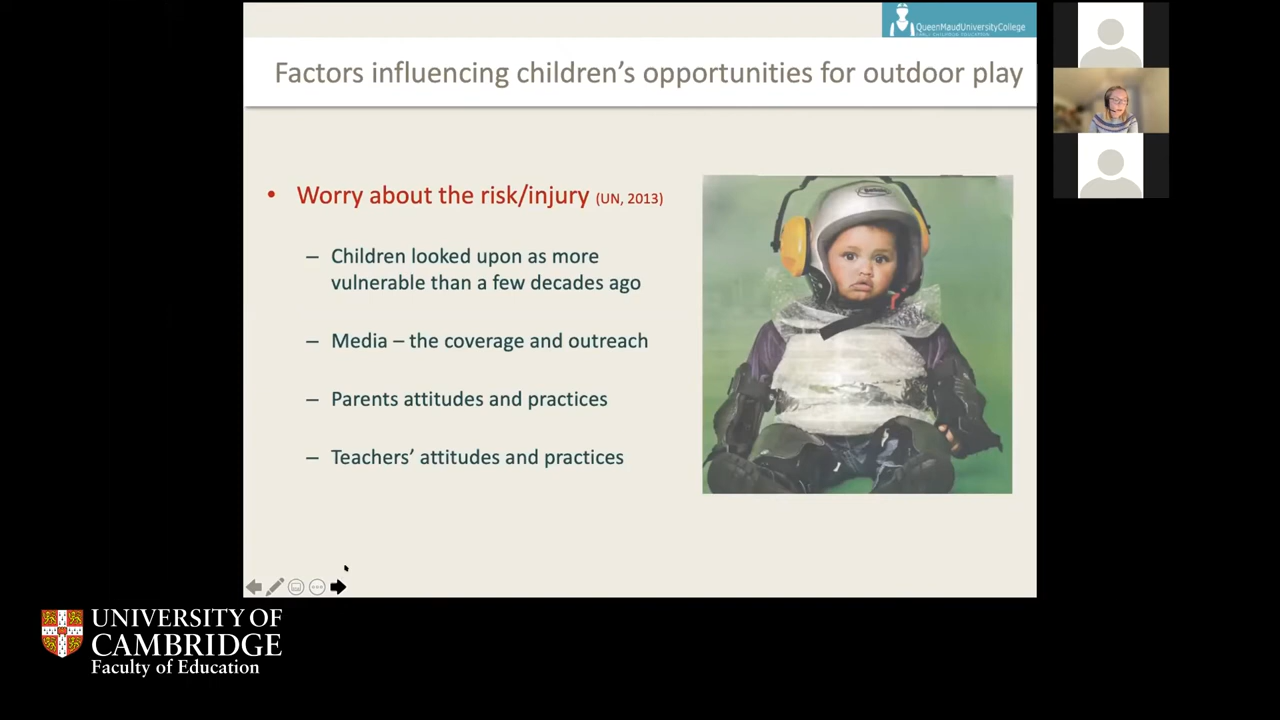 QueenMaudUniversityCollege
Factors influencing children's opportunities for outdoor play
• Worry about the risk/injury (UN, 2013)
– Children looked upon as more
vulnerable than a few decades ago
– Media – the coverage and outreach
– Parents attitudes and practices
– Teachers' attitudes and practices
UNIVERSITY OF
CAMBRIDGE
Faculty of Education